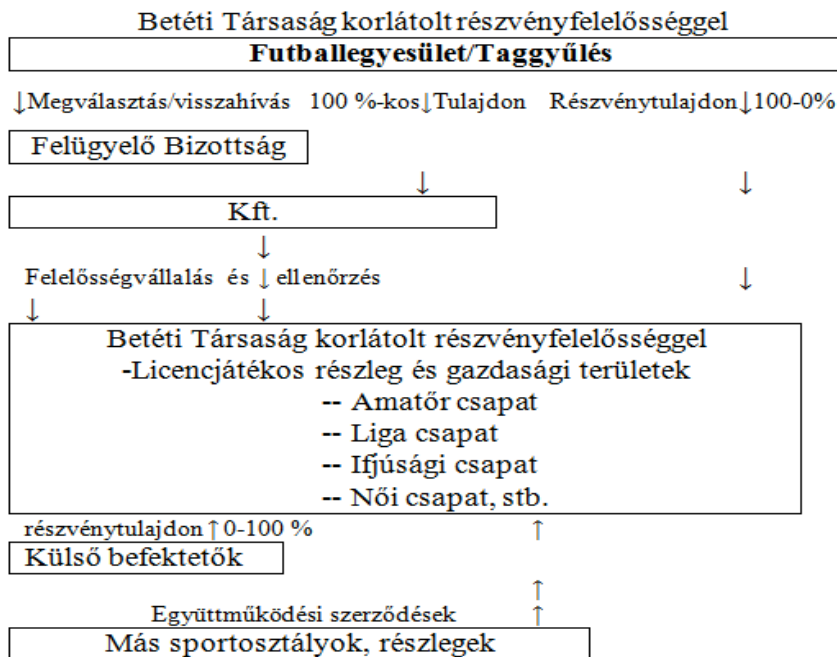 Betéti Társaság korlátolt részvényfelelősséggel
Futballegyesület/Taggyűlés
↓Megválasztás/visszahívás 100 %-kos↓Tulajdon Részvénytulajdon↓100-0%
Felügyelő Bizottság
↓ ↓
Kft.
↓
Felelősségvállalás és ↓ ellenőrzés ↓
↓ ↓
Betéti Társaság korlátolt részvényfelelősséggel
-Licencjátékos részleg és gazdasági területek
-- Amatőr csapat
-- Liga csapat
-- Ifjúsági csapat
-- Női csapat, stb.
részvénytulajdon ↑ 0-100 % ↑
Külső befektetők
↑
Együttműködési szerződések ↑
Más sportosztályok, részlegek